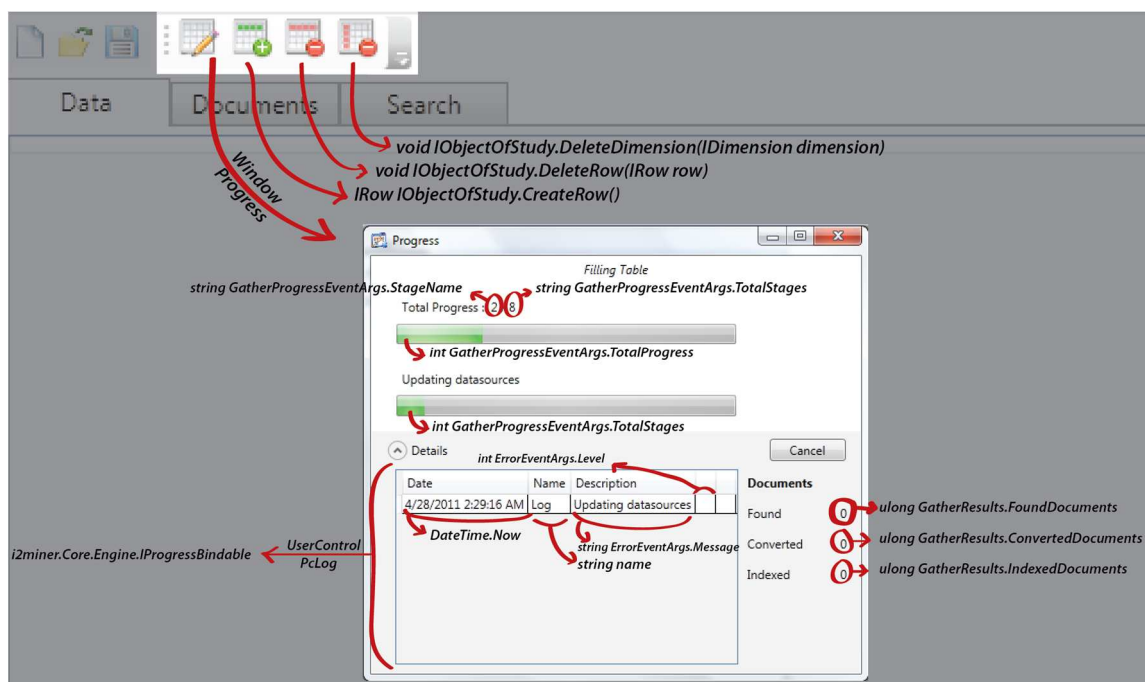 Data
Documents
Search
void IObjectOfStudy.DeleteDimension(IDimension dimension)
void IObjectOfStudy.DeleteRow(IRow row)
IRow IObjectOfStudy.CreateRow()
Window
Progress
Progress
Filling Table
string GatherProgressEventArgs.StageName
string GatherProgressEventArgs.TotalStages
Total Progress : 2/8
int GatherProgressEventArgs.TotalProgress
Updating datasources
int GatherProgressEventArgs.TotalStages
Details
int ErrorEventArgs.Level
Cancel
Date Name Description
Documents
4/28/2011 2:29:16 AM Log Updating datasources
Found 0
ulong GatherResults.FoundDocuments
DateTime.Now
string ErrorEventArgs.Message
string name
Converted 0
ulong GatherResults.ConvertedDocuments
i2miner.Core.Engine.IProgressBindable
UserControl
PcLog
Indexed 0
ulong GatherResults.IndexedDocuments